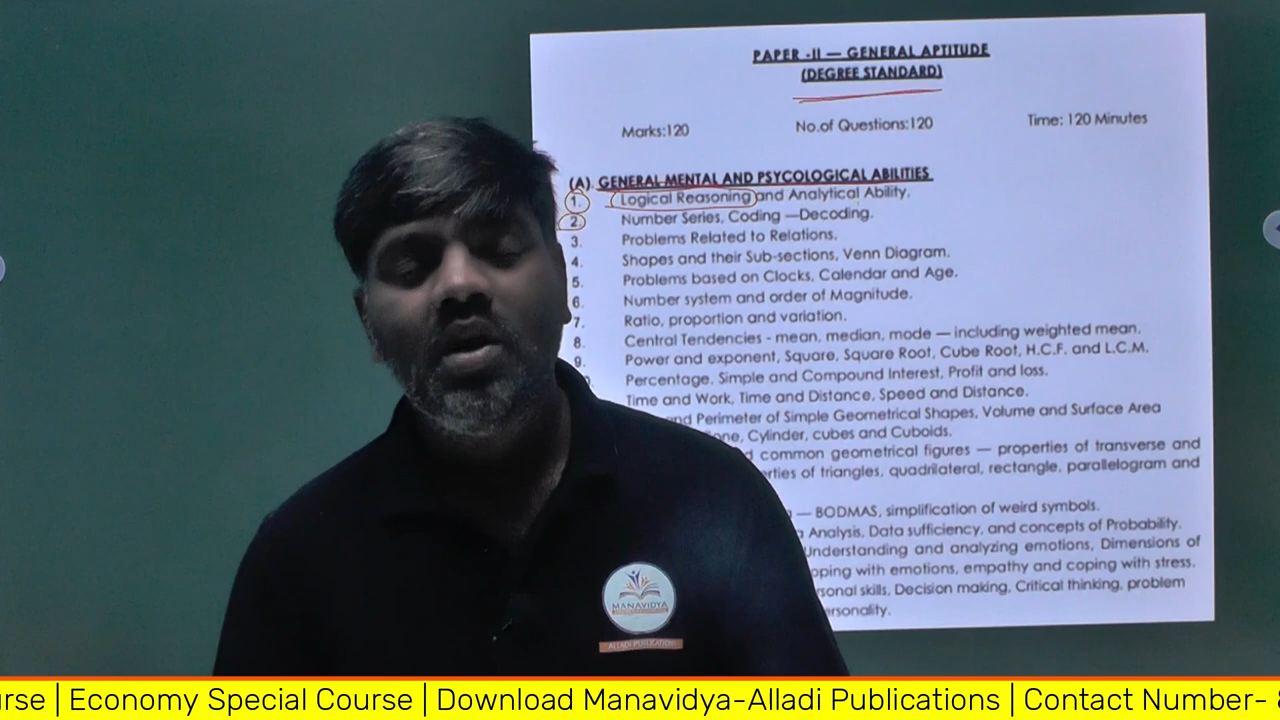 PAPER -II — GENERAL APTITUDE
(DEGREE STANDARD)
Marks:120 No.of Questions:120 Time: 120 Minutes
(A) GENERAL MENTAL AND PSYCOLOGICAL ABILITIES
1. Logical Reasoning and Analytical Ability.
2. Number Series, Coding —Decoding.
3. Problems Related to Relations.
4. Shapes and their Sub-sections, Venn Diagram.
5. Problems based on Clocks, Calendar and Age.
6. Number system and order of Magnitude.
7. Ratio, proportion and variation.
8. Central Tendencies - mean, median, mode — including weighted mean.
9. Power and exponent, Square, Square Root, Cube Root, H.C.F. and L.C.M.
Percentage, Simple and Compound Interest, Profit and loss.
Time and Work, Time and Distance, Speed and Distance.
and Perimeter of Simple Geometrical Shapes, Volume and Surface Area
Cylinder, cubes and Cuboids.
common geometrical figures — properties of transverse and
of triangles, quadrilateral, rectangle, parallelogram and
— BODMAS, simplification of weird symbols.
Analysis, Data sufficiency, and concepts of Probability.
Understanding and analyzing emotions, Dimensions of
with emotions, empathy and coping with stress.
skills, Decision making, Critical thinking, problem
MANAVIDYA
ALLADI PUBLICATIONS
| Economy Special Course | Download Manavidya-Alladi Publications | Contact Number-